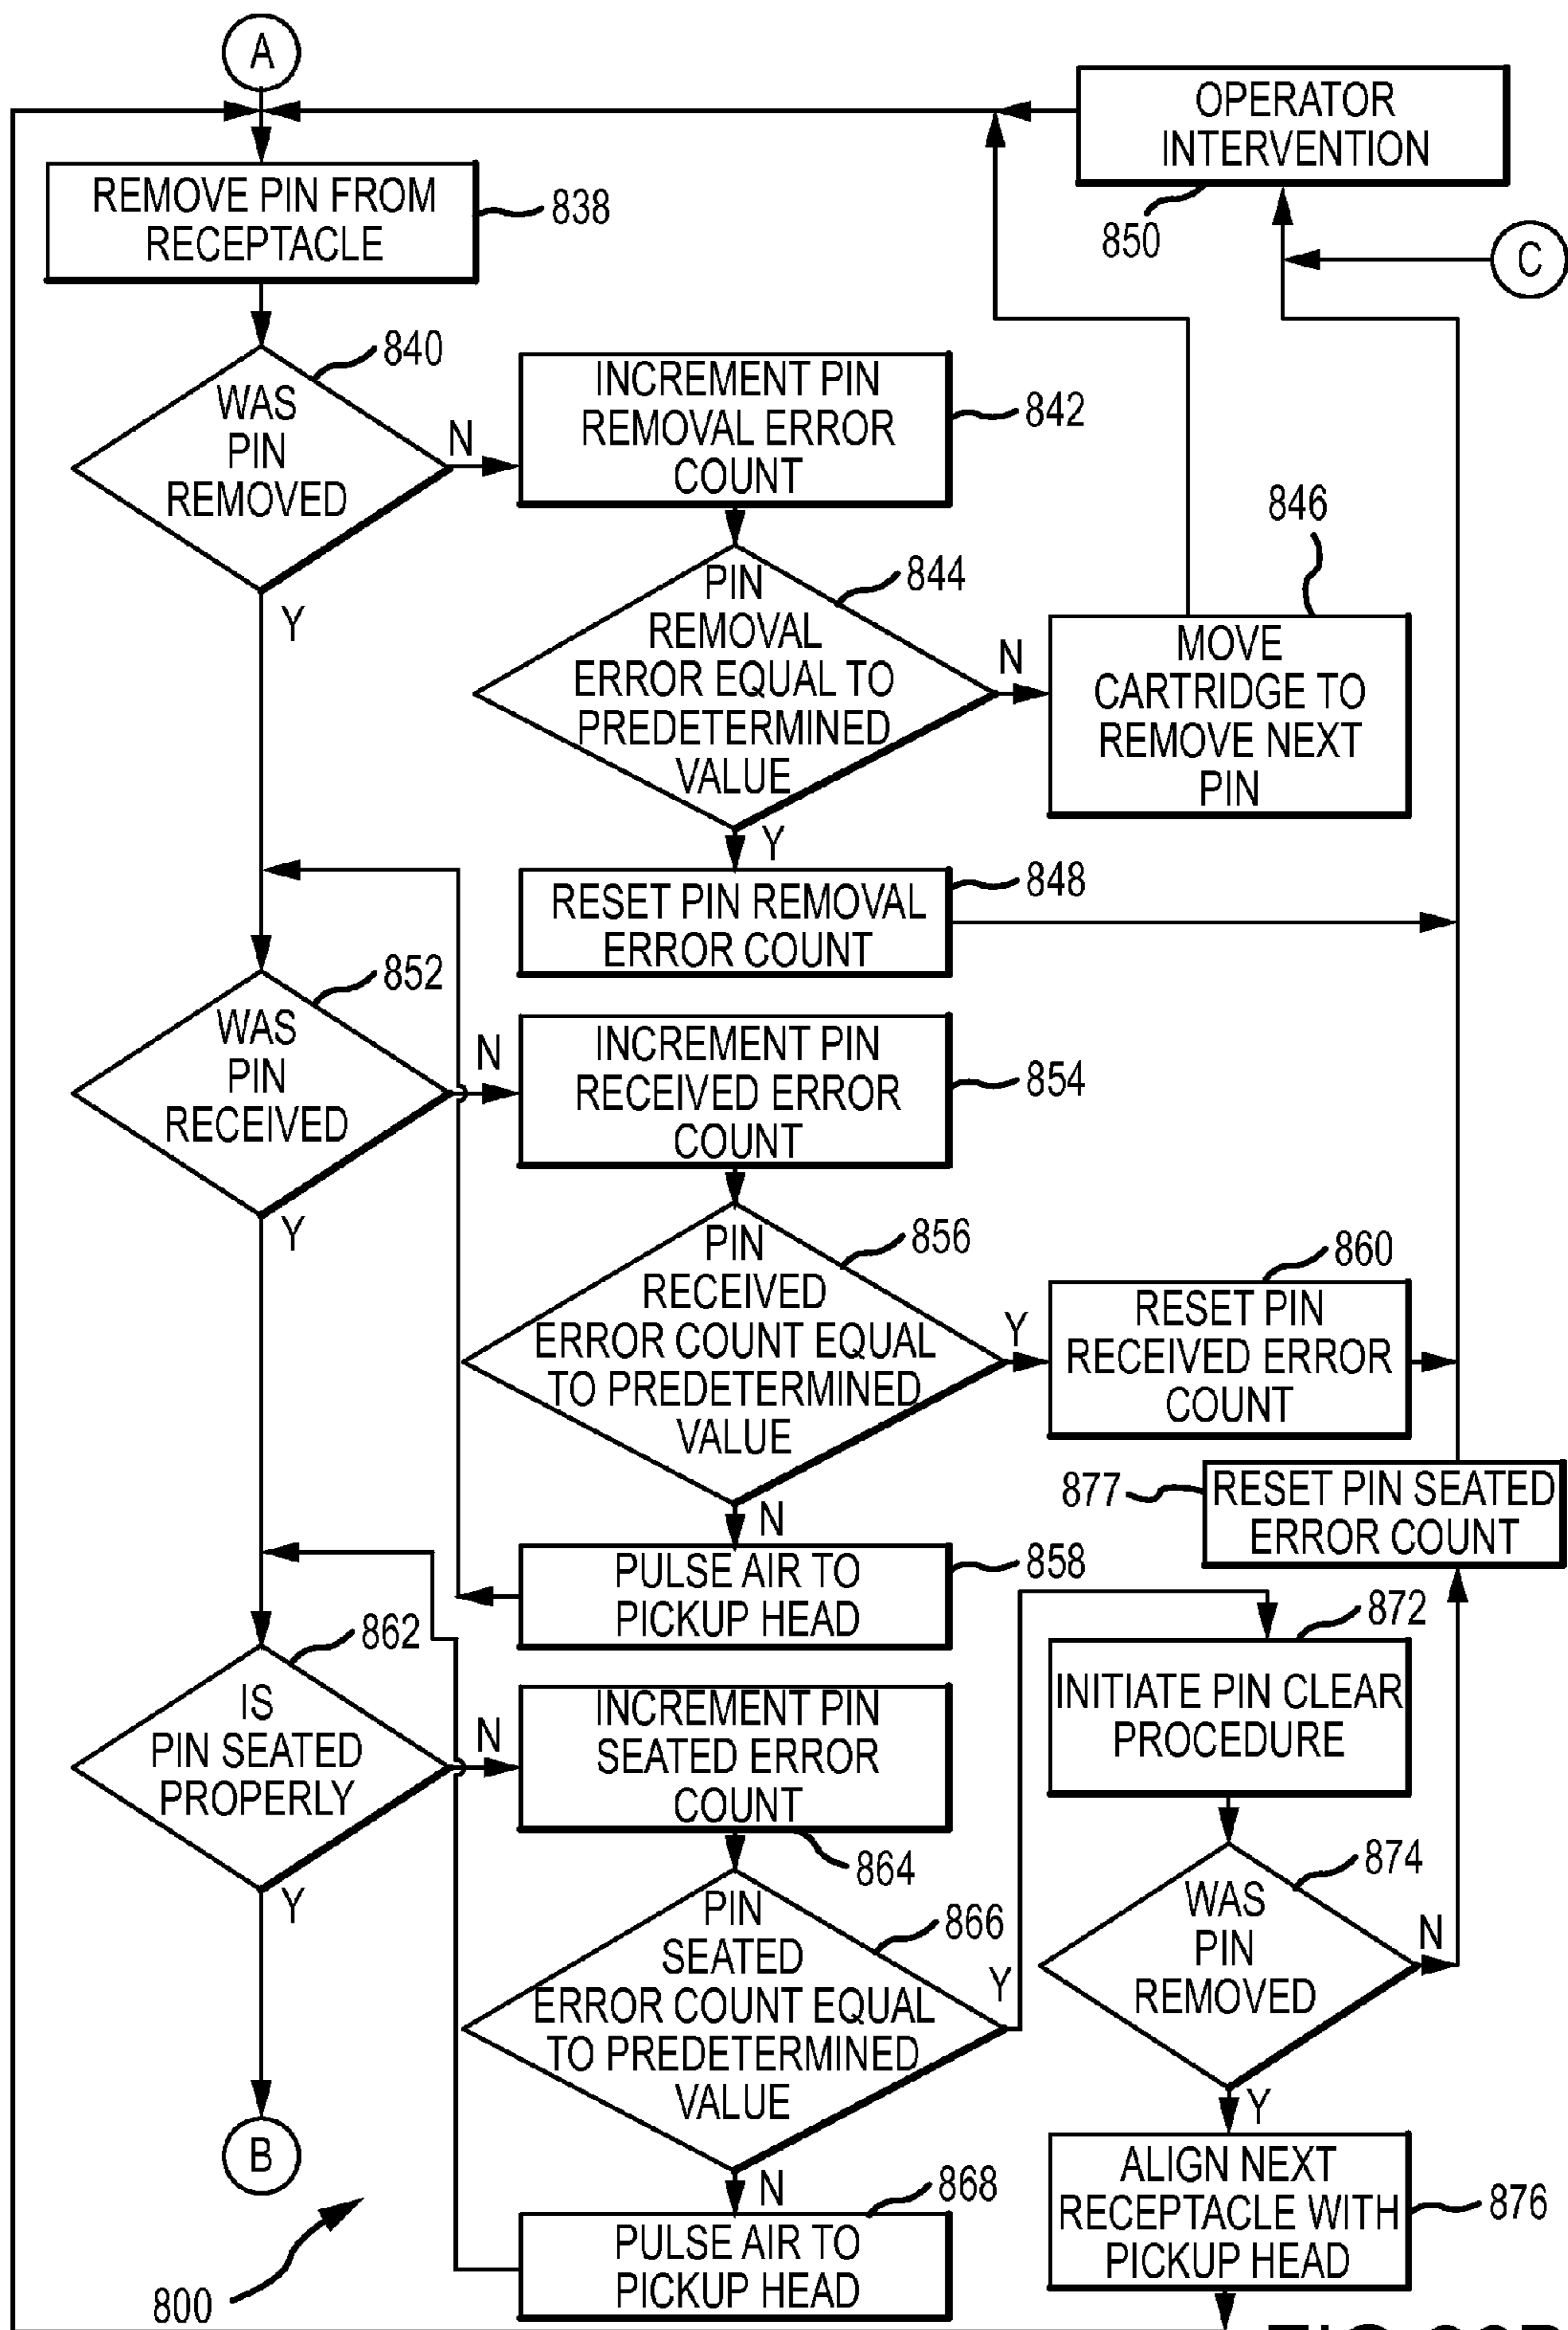 A
OPERATOR
INTERVENTION
850
C
REMOVE PIN FROM
RECEPTACLE
838
840
WAS
PIN
REMOVED
N
Y
INCREMENT PIN
REMOVAL ERROR
COUNT
842
844
PIN
REMOVAL
ERROR EQUAL TO
PREDETERMINED
VALUE
N
Y
846
MOVE
CARTRIDGE TO
REMOVE NEXT
PIN
RESET PIN REMOVAL
ERROR COUNT
848
852
WAS
PIN
RECEIVED
N
Y
INCREMENT PIN
RECEIVED ERROR
COUNT
854
856
PIN
RECEIVED
ERROR COUNT EQUAL
TO PREDETERMINED
VALUE
Y
N
860
RESET PIN
RECEIVED ERROR
COUNT
877
RESET PIN SEATED
ERROR COUNT
PULSE AIR TO
PICKUP HEAD
858
862
IS
PIN SEATED
PROPERLY
N
Y
INCREMENT PIN
SEATED ERROR
COUNT
864
866
PIN
SEATED
ERROR COUNT EQUAL
TO PREDETERMINED
VALUE
Y
N
872
INITIATE PIN CLEAR
PROCEDURE
874
WAS
PIN
REMOVED
N
Y
B
868
PULSE AIR TO
PICKUP HEAD
ALIGN NEXT
RECEPTACLE WITH
PICKUP HEAD
876
800